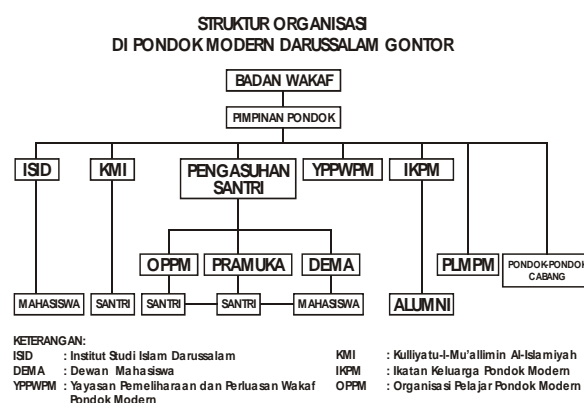 STRUKTUR ORGANISASI
DI PONDOK MODERN DARUSSALAM GONTOR
BADAN WAKAF
PIMPINAN PONDOK
ISID
KMI
PENGASUHAN
SANTRI
YPPWPM
IKPM
OPPM
PRAMUKA
DEMA
PLMPM
PONDOK-PONDOK
CABANG
MAHASISWA
SANTRI
SANTRI
SANTRI
MAHASISWA
ALUMNI
KETERANGAN:
ISID : Institut Studi Islam Darussalam
DEMA : Dewan Mahasiswa
YPPWPM : Yayasan Pemeliharaan dan Perluasan Wakaf
Pondok Modern
KMI : Kulliyatu-l-Mu'allimin Al-Islamiyah
IKPM : Ikatan Keluarga Pondok Modern
OPPM : Organisasi Pelajar Pondok Modern